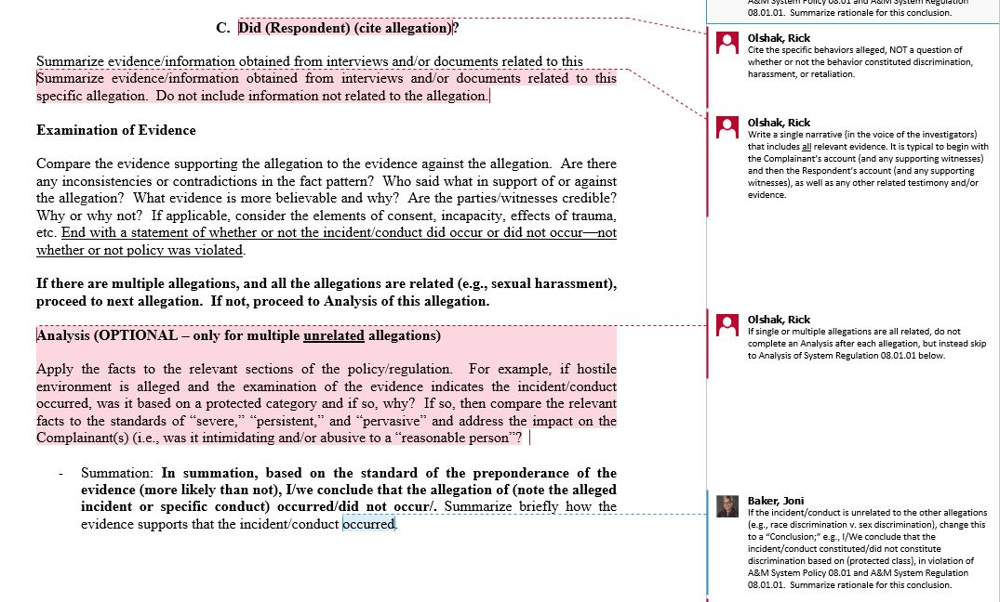 A&M System Policy 08.01 and A&M System Regulation
08.01.01.  Summarize rationale for this conclusion.
C.  Did (Respondent) (cite allegation)?
Summarize evidence/information obtained from interviews and/or documents related to this
Summarize evidence/information obtained from interviews and/or documents related to this
specific allegation.  Do not include information not related to the allegation.
Examination of Evidence
Compare the evidence supporting the allegation to the evidence against the allegation.  Are there
any inconsistencies or contradictions in the fact pattern?  Who said what in support of or against
the allegation?  What evidence is more believable and why?  Are the parties/witnesses credible?
Why or why not?  If applicable, consider the elements of consent, incapacity, effects of trauma,
etc. End with a statement of whether or not the incident/conduct did occur or did not occur—not
whether or not policy was violated.
If there are multiple allegations, and all the allegations are related (e.g., sexual harassment),
proceed to next allegation.  If not, proceed to Analysis of this allegation.
Analysis (OPTIONAL – only for multiple unrelated allegations)
Apply the facts to the relevant sections of the policy/regulation.  For example, if hostile
environment is alleged and the examination of the evidence indicates the incident/conduct
occurred, was it based on a protected category and if so, why?  If so, then compare the relevant
facts to the standards of “severe,” “persistent,” and “pervasive” and address the impact on the
Complainant(s) (i.e., was it intimidating and/or abusive to a “reasonable person”?
- Summation: In summation, based on the standard of the preponderance of the
evidence (more likely than not), I/we conclude that the allegation of (note the alleged
incident or specific conduct) occurred/did not occur/. Summarize briefly how the
evidence supports that the incident/conduct occurred.
Olshak, Rick
Cite the specific behaviors alleged, NOT a question of
whether or not the behavior constituted discrimination,
harassment, or retaliation.
Olshak, Rick
Write a single narrative (in the voice of the investigators)
that includes all relevant evidence. It is typical to begin with
the Complainant's account (and any supporting witnesses)
and then the Respondent's account (and any supporting
witnesses), as well as any other related testimony and/or
evidence.
Olshak, Rick
If single or multiple allegations are all related, do not
complete an Analysis after each allegation, but instead skip
to Analysis of System Regulation 08.01.01 below.
Baker, Joni
If the incident/conduct is unrelated to the other allegations
(e.g., race discrimination v. sex discrimination), change this
to a “Conclusion;” e.g., I/We conclude that the
incident/conduct constituted/did not constitute
discrimination based on (protected class), in violation of
A&M System Policy 08.01 and A&M System Regulation
08.01.01.  Summarize rationale for this conclusion.